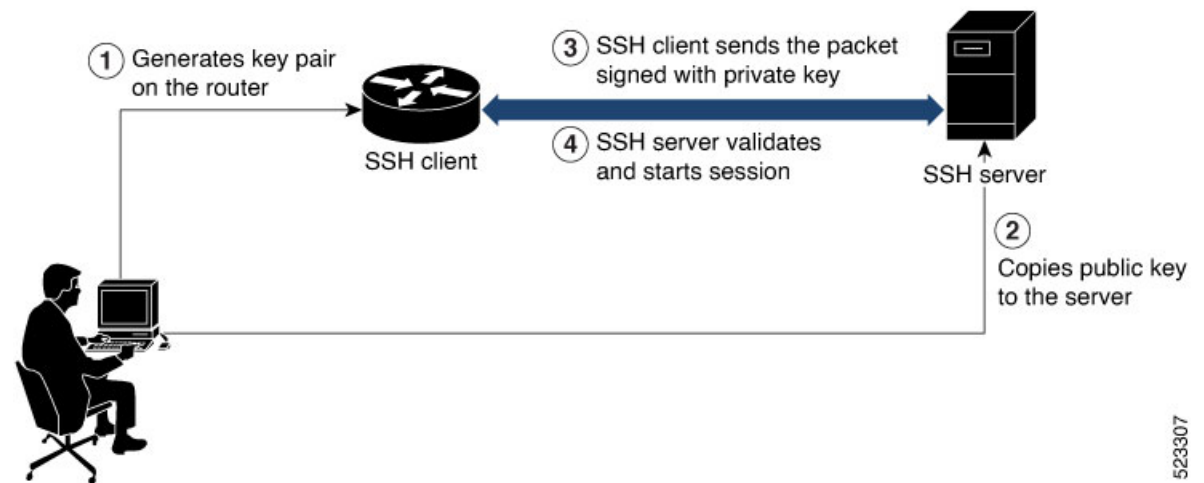 1 Generates key pair
on the router
SSH client
3 SSH client sends the packet
signed with private key
4 SSH server validates
and starts session
SSH server
2
Copies public key
to the server
523307